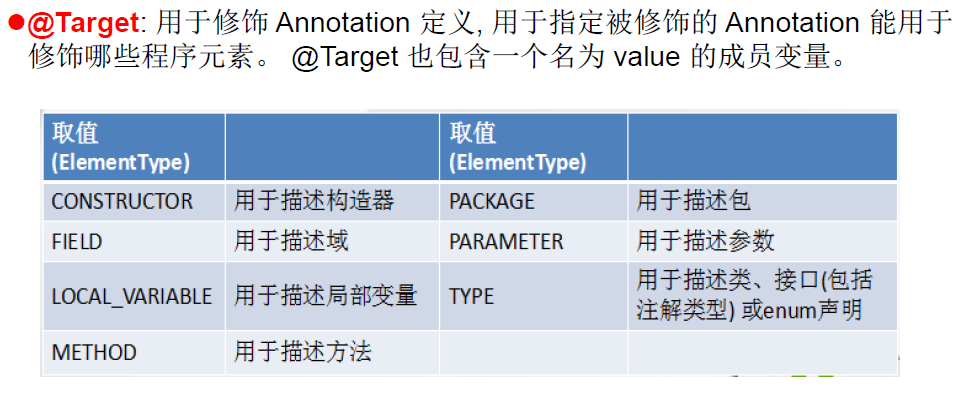 ●@Target: 用于修饰 Annotation 定义, 用于指定被修饰的 Annotation 能用于
修饰哪些程序元素。 @Target 也包含一个名为 value 的成员变量。
取值
(ElementType)
取值
(ElementType)
CONSTRUCTOR 用于描述构造器 PACKAGE 用于描述包
FIELD 用于描述域 PARAMETER 用于描述参数
LOCAL_VARIABLE 用于描述局部变量 TYPE 用于描述类、接口(包括
注解类型) 或enum声明
METHOD 用于描述方法